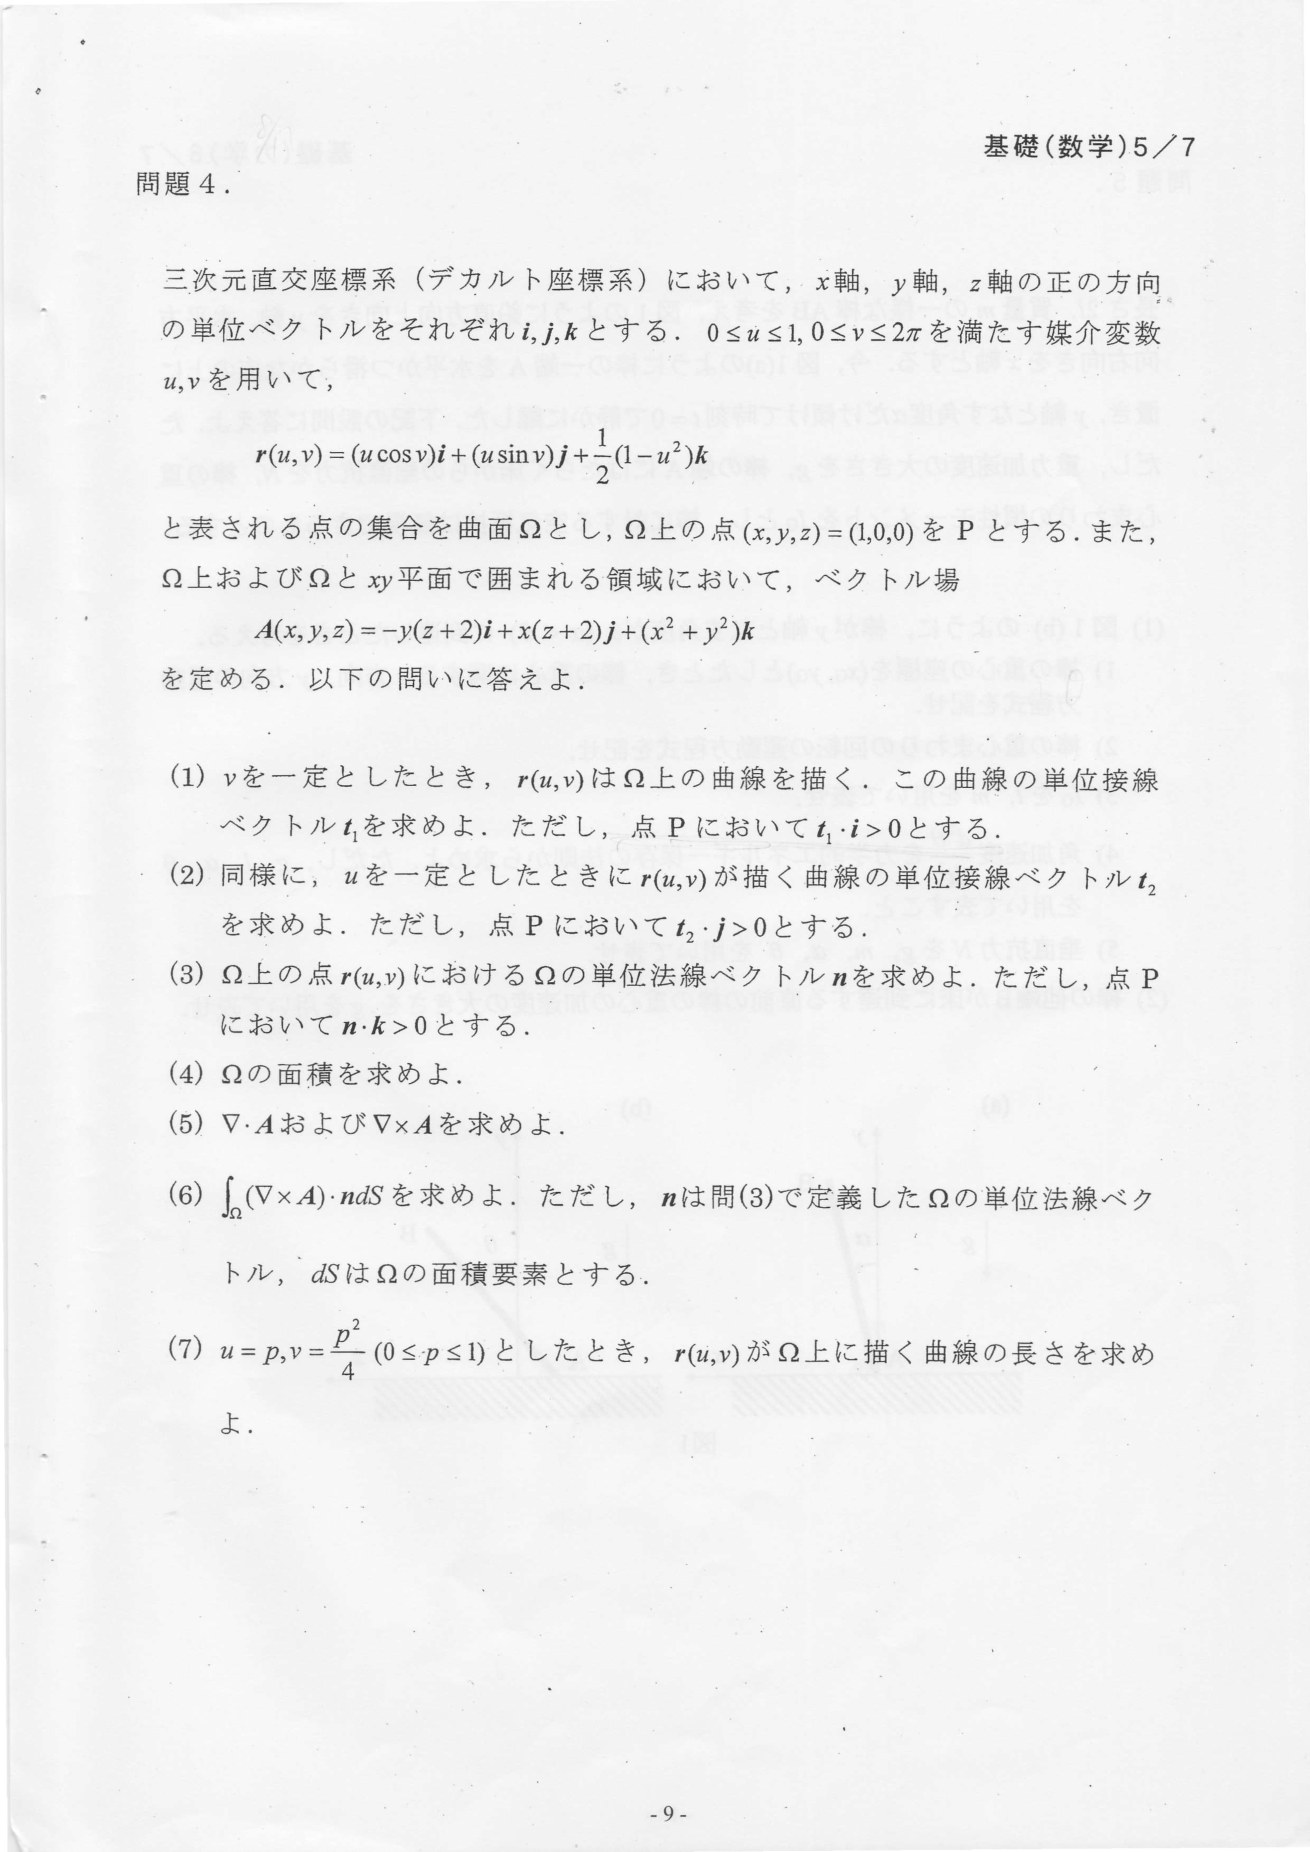 基礎(数学)5／7
問題４．
三次元直交座標系（デカルト座標系）において，x軸，y軸，z軸の正の方向
の単位ベクトルをそれぞれi,j,kとする．0≤u≤1,0≤v≤2πを満たす媒介変数
u,vを用いて，
r(u,v)=(u cos v)i+(u sin v)j+\frac{1}{2}(1-u²)k
と表される点の集合を曲面Ωとし，Ω上の点(x,y,z)=(1,0,0)をPとする．また，
Ω上およびΩとxy平面で囲まれる領域において，ベクトル場
A(x,y,z)=-y(z+2)i+x(z+2)j+(x²+y²)k
を定める．以下の問いに答えよ．
(1) vを一定としたとき，r(u,v)はΩ上の曲線を描く．この曲線の単位接線
ベクトルt₁を求めよ．ただし，点Pにおいてt₁·i>0とする．
(2) 同様に，uを一定としたときにr(u,v)が描く曲線の単位接線ベクトルt₂
を求めよ．ただし，点Pにおいてt₂·j>0とする．
(3) Ω上の点r(u,v)におけるΩの単位法線ベクトルnを求めよ．ただし，点P
においてn·k>0とする．
(4) Ωの面積を求めよ．
(5) ∇·Aおよび∇×Aを求めよ．
(6) ∫_Ω(∇×A)·ndSを求めよ．ただし，nは問(3)で定義したΩの単位法線ベク
トル，dSはΩの面積要素とする．
(7) u=p,v=\frac{p²}{4}(0≤p≤1)としたとき，r(u,v)がΩ上に描く曲線の長さを求め
よ．
- 9 -